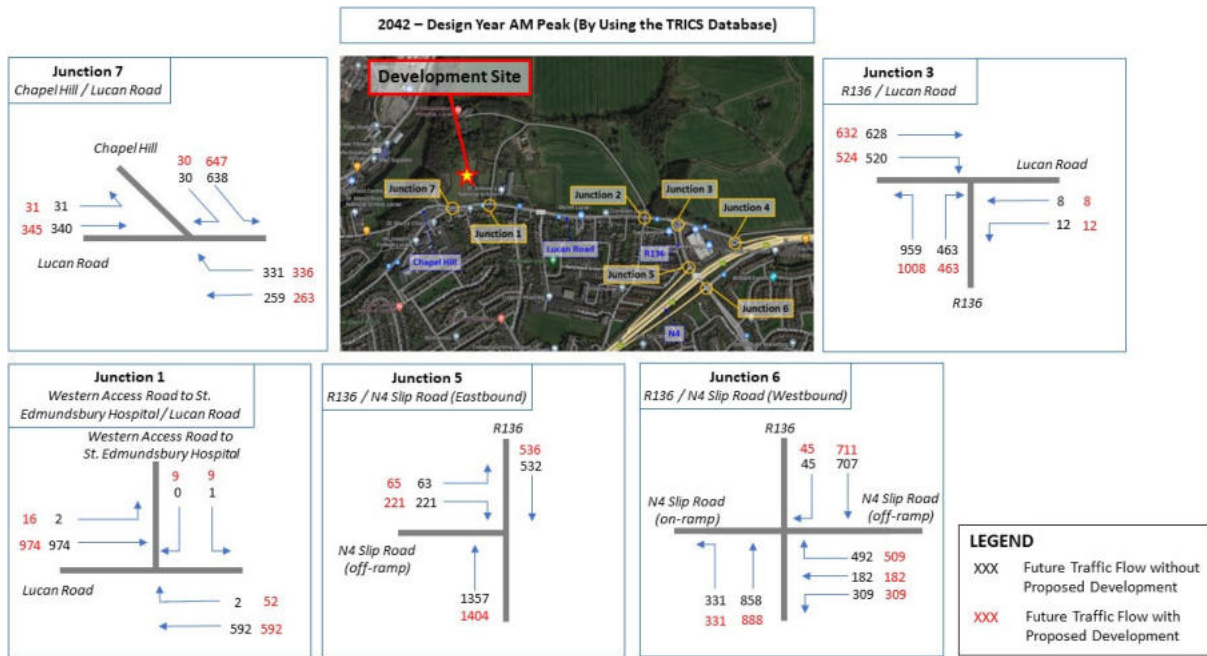 2042 – Design Year AM Peak (By Using the TRICS Database)
Junction 7
Chapel Hill / Lucan Road
Chapel Hill
30 647
30 638
31 31
345 340
Lucan Road
331 336
259 263
Development Site
Junction 7
Junction 1
Junction 2
Junction 3
Junction 4
Chapel Hill
Lucan Road
R136
Junction 5
Junction 6
N4
Junction 3
R136 / Lucan Road
632 628
524 520
Lucan Road
8 8
12 12
959 463
1008 463
R136
Junction 1
Western Access Road to St.
Edmundsbury Hospital / Lucan Road
Western Access Road to
St. Edmundsbury Hospital
9 9
0 1
16 2
974 974
Lucan Road
2 52
592 592
Junction 5
R136 / N4 Slip Road (Eastbound)
R136
536
532
65 63
221 221
N4 Slip Road
(off-ramp)
1357
1404
Junction 6
R136 / N4 Slip Road (Westbound)
R136
45 711
45 707
N4 Slip Road
(on-ramp)
N4 Slip Road
(off-ramp)
492 509
182 182
309 309
331 858
331 888
LEGEND
XXX Future Traffic Flow without
Proposed Development
XXX Future Traffic Flow with
Proposed Development